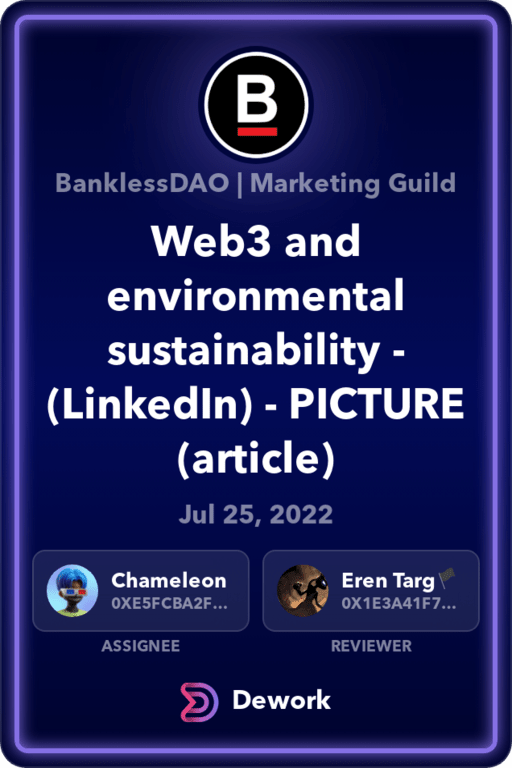 B
BanklessDAO | Marketing Guild
Web3 and
environmental
sustainability -
(LinkedIn) - PICTURE
(article)
Jul 25, 2022
Chameleon
0XE5FCBA2F...
Eren Targ🏴
0X1E3A41F7...
ASSIGNEE
REVIEWER
Dework